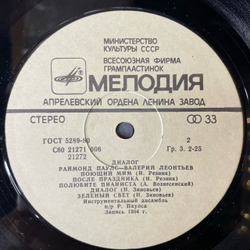 МИНИСТЕРСТВО
КУЛЬТУРЫ СССР
ВСЕСОЮЗНАЯ ФИРМА
ГРАМПЛАСТИНОК
МЕЛОДИЯ
АПРЕЛЕВСКИЙ ОРДЕНА ЛЕНИНА ЗАВОД
СТЕРЕО 33
ГОСТ 5289-80 2
С60 21271 006 Гр. 3. 2-25
21272
ДИАЛОГ
РАЙМОНД ПАУЛС—ВАЛЕРИЙ ЛЕОНТЬЕВ
ПОЮЩИЙ МИМ (И. Резник)
ПОСЛЕ ПРАЗДНИКА (И. Резник)
ПОЛЮБИТЕ ПИАНИСТА (А. Вознесенский)
ДИАЛОГ (Н. Зиновьев)
ЗЕЛЕНЫЙ СВЕТ (Н. Зиновьев)
Инструментальный ансамбль
п/у Р. Паулса
Запись 1984 г.